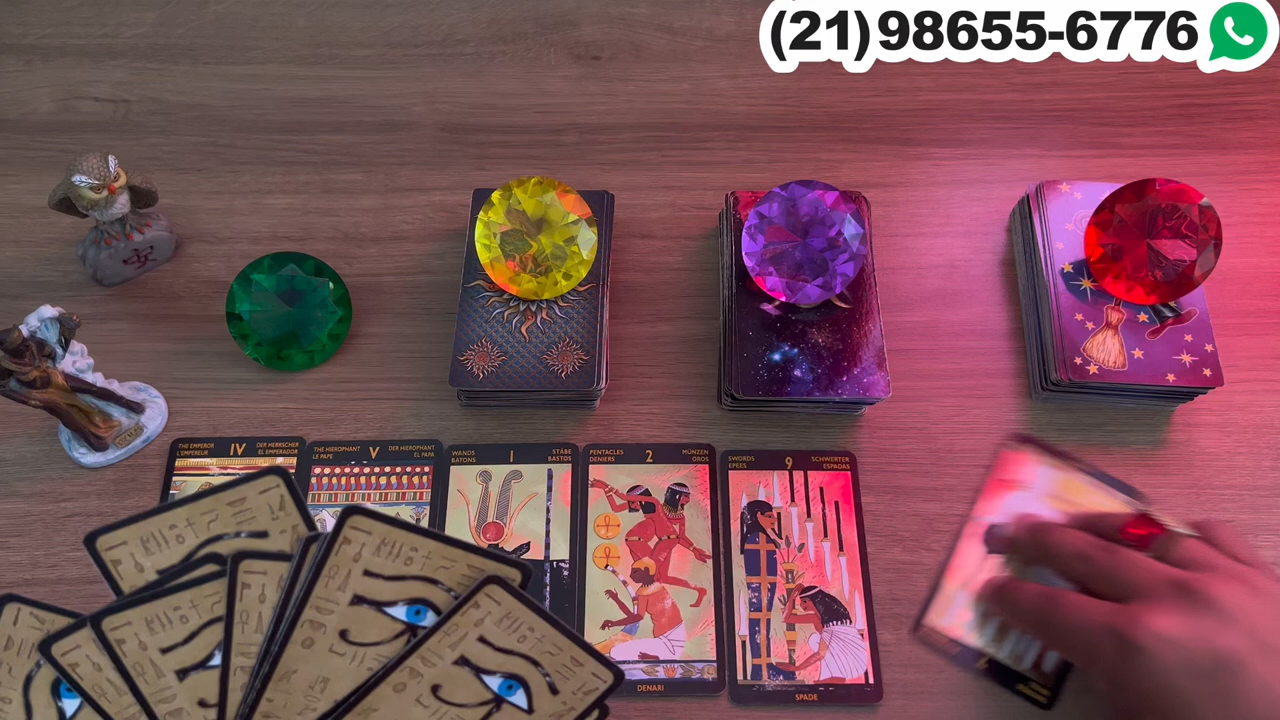 (21)98655-6776
THE EMPEROR
L'EMPEREUR
IV
DER HERRSCHER
EL EMPERADOR
THE HIEROPHANT
LE PAPE
V
DER HIEROPHANT
EL PAPA
WANDS
BATONS
1
STÄBE
BASTOS
PENTACLES
DENIERS
2
MÜNZEN
OROS
DENARI
SWORDS
EPEES
9
SCHWERTER
ESPADAS
SPADE